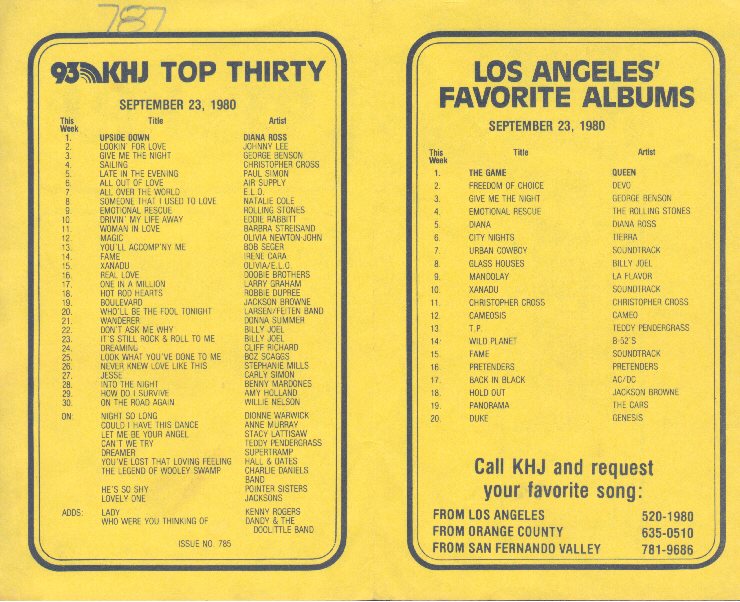 787
93 KHJ TOP THIRTY
SEPTEMBER 23, 1980
This Week Title Artist
1. UPSIDE DOWN DIANA ROSS
2. LOOKIN' FOR LOVE JOHNNY LEE
3. GIVE ME THE NIGHT GEORGE BENSON
4. SAILING CHRISTOPHER CROSS
5. LATE IN THE EVENING PAUL SIMON
6. ALL OUT OF LOVE AIR SUPPLY
7. ALL OVER THE WORLD E.L.O.
8 SOMEONE THAT I USED TO LOVE NATALIE COLE
9. EMOTIONAL RESCUE ROLLING STONES
10. DRIVIN' MY LIFE AWAY EDDIE RABBITT
11. WOMAN IN LOVE BARBRA STREISAND
12. MAGIC OLIVIA NEWTON-JOHN
13. YOU'LL ACCOMP'NY ME BOB SEGER
14. FAME IRENE CARA
15. XANADU OLIVIA/E.L.O.
16. REAL LOVE DOOBIE BROTHERS
17. ONE IN A MILLION LARRY GRAHAM
18. HOT ROD HEARTS ROBBIE DUPREE
19. BOULEVARD JACKSON BROWNE
20. WHO'LL BE THE FOOL TONIGHT LARSEN/FEITEN BAND
21. WANDERER DONNA SUMMER
22. DON'T ASK ME WHY BILLY JOEL
23. IT'S STILL ROCK & ROLL TO ME BILLY JOEL
24. DREAMING CLIFF RICHARD
25. LOOK WHAT YOU'VE DONE TO ME BOZ SCAGGS
26. NEVER KNEW LOVE LIKE THIS STEPHANIE MILLS
27. JESSE CARLY SIMON
28. INTO THE NIGHT BENNY MARDONES
29. HOW DO I SURVIVE AMY HOLLAND
30. ON THE ROAD AGAIN WILLIE NELSON
ON: NIGHT SO LONG DIONNE WARWICK
COULD I HAVE THIS DANCE ANNE MURRAY
LET ME BE YOUR ANGEL STACY LATTISAW
CAN'T WE TRY TEDDY PENDERGRASS
DREAMER SUPERTRAMP
YOU'VE LOST THAT LOVING FEELING HALL & OATES
THE LEGEND OF WOOLEY SWAMP CHARLIE DANIELS
BAND
HE'S SO SHY POINTER SISTERS
LOVELY ONE JACKSONS
ADDS: LADY KENNY ROGERS
WHO WERE YOU THINKING OF DANDY & THE
DOOLITTLE BAND
ISSUE NO. 785
LOS ANGELES'
FAVORITE ALBUMS
SEPTEMBER 23, 1980
This Week Title Artist
1. THE GAME QUEEN
2. FREEDOM OF CHOICE DEVO
3. GIVE ME THE NIGHT GEORGE BENSON
4. EMOTIONAL RESCUE THE ROLLING STONES
5. DIANA DIANA ROSS
6. CITY NIGHTS TIERRA
7. URBAN COWBOY SOUNDTRACK
8. GLASS HOUSES BILLY JOEL
9. MANDOLAY LA FLAVOR
10. XANADU SOUNDTRACK
11. CHRISTOPHER CROSS CHRISTOPHER CROSS
12. CAMEOSIS CAMEO
13. T.P. TEDDY PENDERGRASS
14. WILD PLANET B-52'S
15. FAME SOUNDTRACK
16. PRETENDERS PRETENDERS
17. BACK IN BLACK AC/DC
18. HOLD OUT JACKSON BROWNE
19. PANORAMA THE CARS
20. DUKE GENESIS
Call KHJ and request
your favorite song:
FROM LOS ANGELES 520-1980
FROM ORANGE COUNTY 635-0510
FROM SAN FERNANDO VALLEY 781-9686